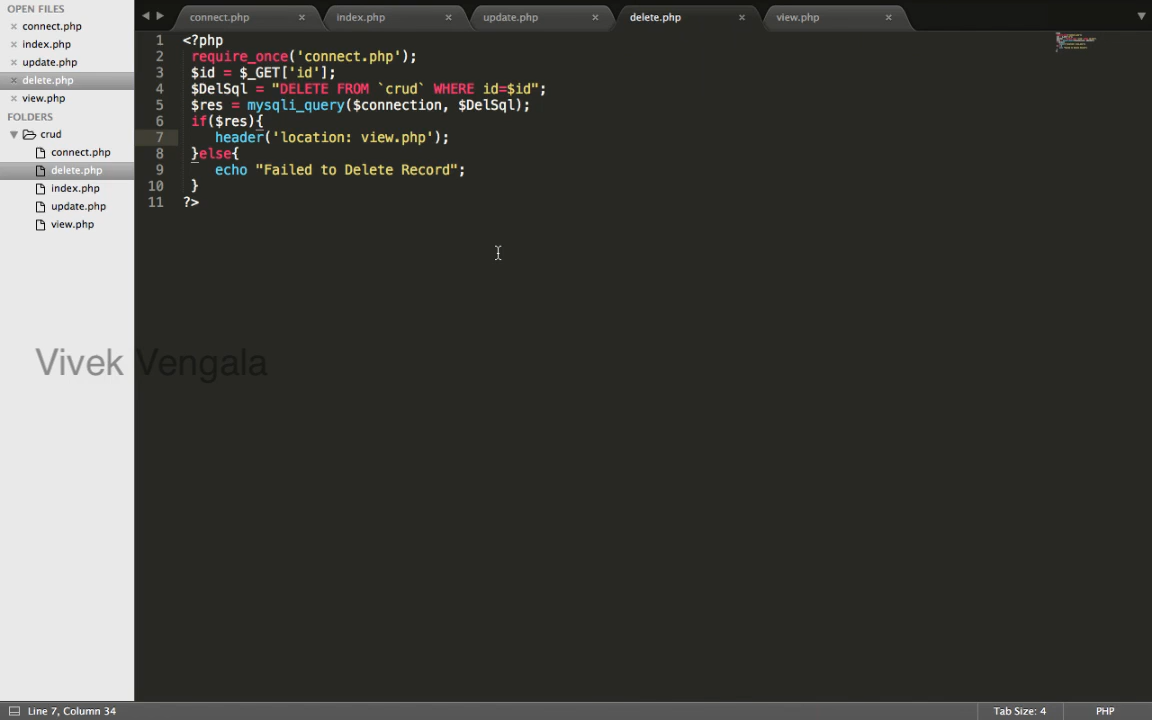 connect.php index.php update.php delete.php view.php
OPEN FILES
connect.php
index.php
update.php
delete.php
view.php
FOLDERS
crud
connect.php
delete.php
index.php
update.php
view.php
1 <?php
2 require_once('connect.php');
3 $id = $_GET['id'];
4 $DelSql = "DELETE FROM `crud` WHERE id=$id";
5 $res = mysqli_query($connection, $DelSql);
6 if($res){
7 header('location: view.php');
8 }else{
9 echo "Failed to Delete Record";
10 }
11 ?>
Vivek Vengala
Line 7, Column 34
Tab Size: 4
PHP